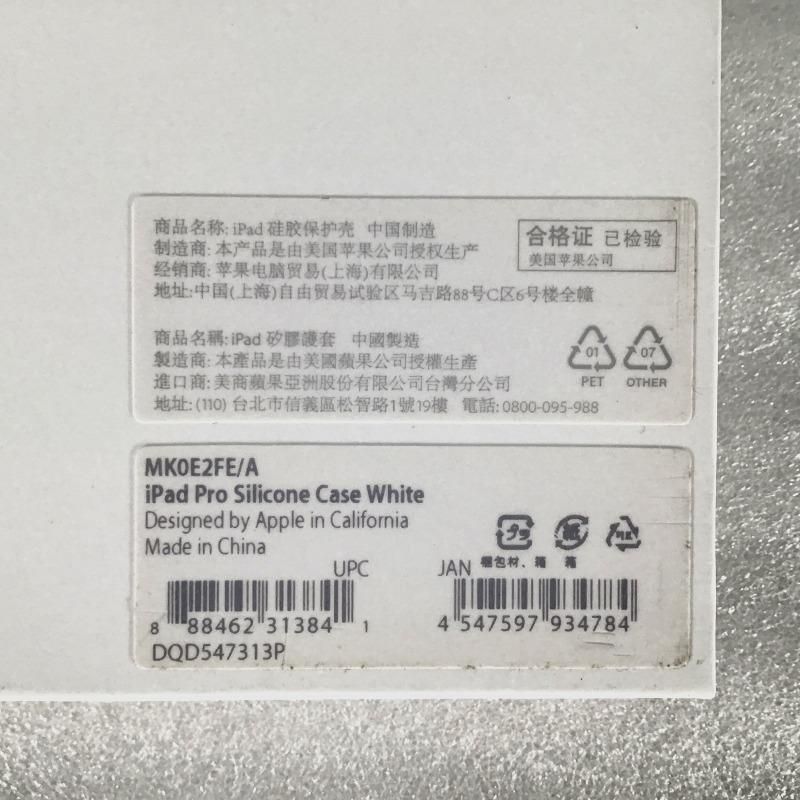 商品名称: iPad 硅胶保护壳 中国制造
制造商: 本产品是由美国苹果公司授权生产
经销商: 苹果电脑贸易(上海)有限公司
地址:中国(上海)自由贸易试验区马吉路88号C区6号楼全幢
合格证 已检验
美国苹果公司
商品名稱: iPad 矽膠護套 中國製造
製造商: 本產品是由美國蘋果公司授權生產
進口商: 美商蘋果亞洲股份有限公司台灣分公司
地址: (110) 台北市信義區松智路1號19樓 電話: 0800-095-988
01
PET
07
OTHER
MK0E2FE/A
iPad Pro Silicone Case White
Designed by Apple in California
Made in China
プラ
紙
梱包材、箱 箱
UPC
8 88462 31384 1
JAN
4 547597 934784
DQD547313P